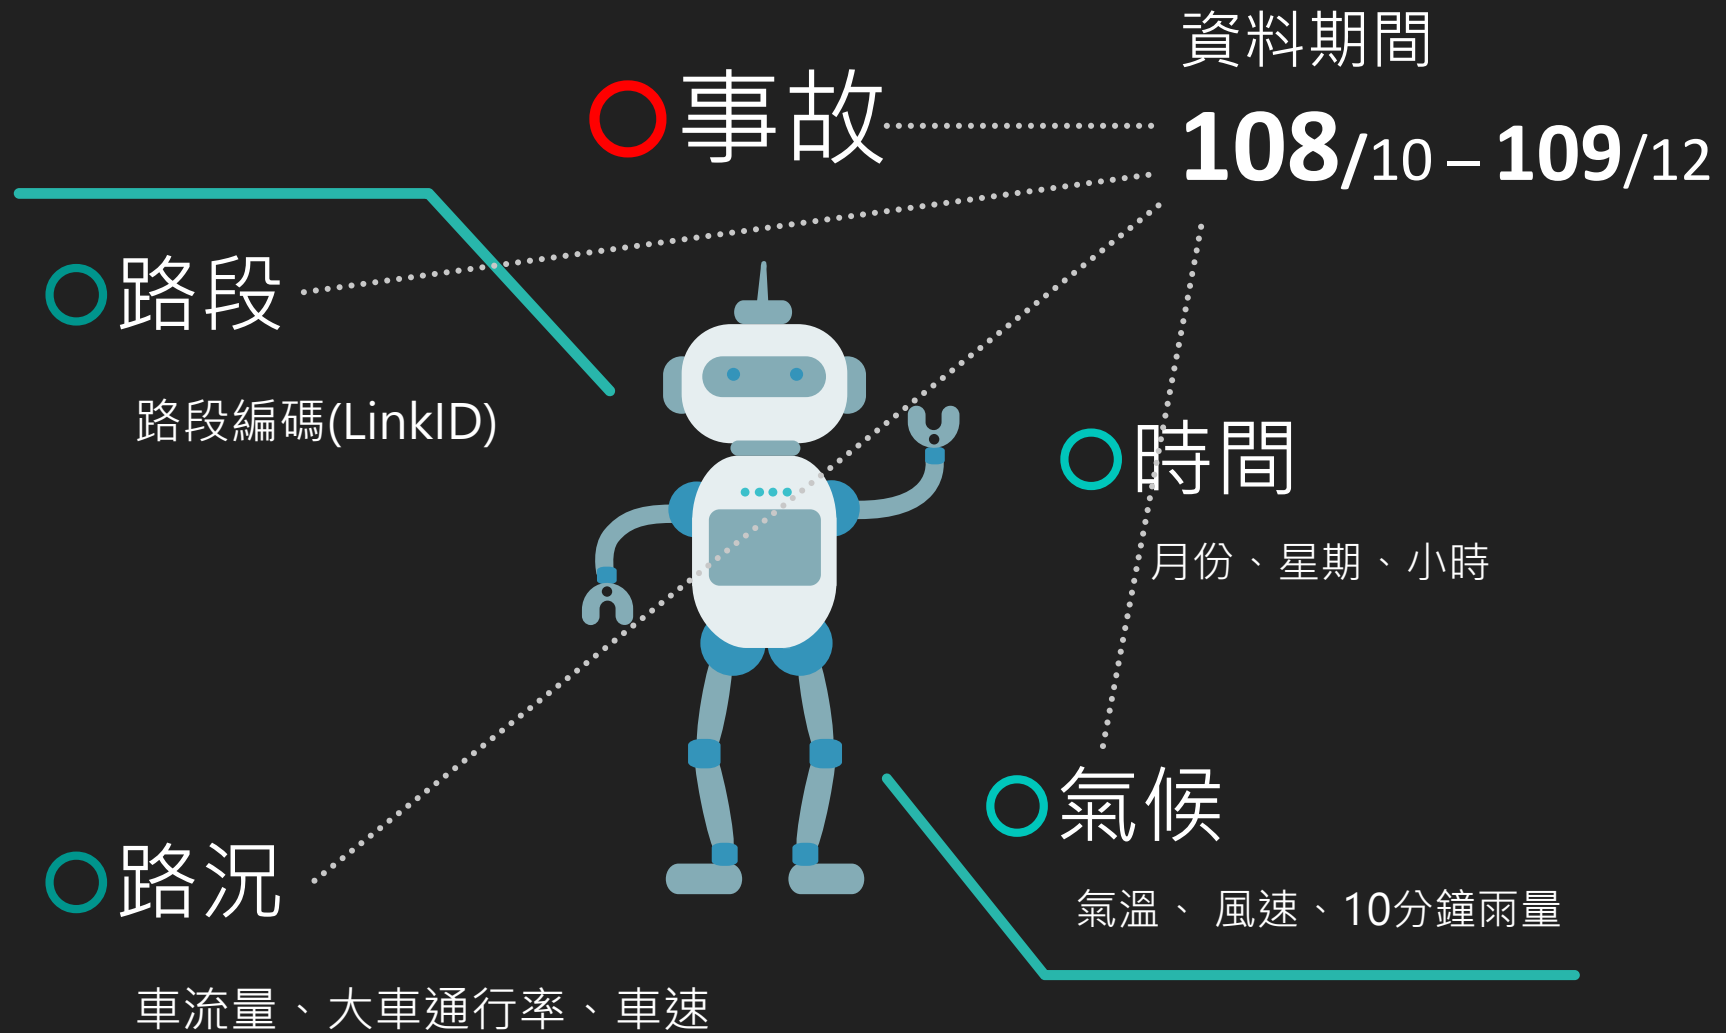 資料期間
108/10 – 109/12
事故
路段
路段編碼(LinkID)
時間
月份、星期、小時
氣候
氣溫、 風速、10分鐘雨量
路況
車流量、大車通行率、車速